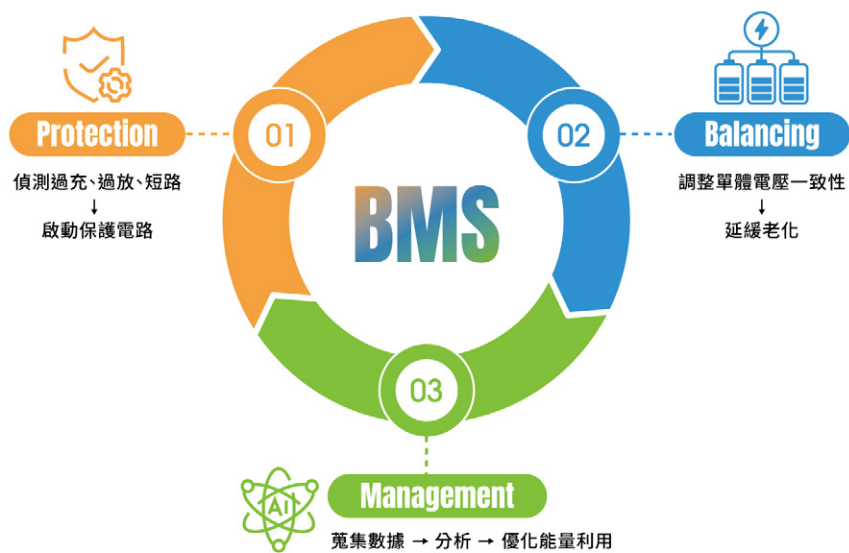 Protection
01
偵測過充、過放、短路
↓
啟動保護電路
02
Balancing
調整單體電壓一致性
↓
延緩老化
BMS
03
AI
Management
蒐集數據 → 分析 → 優化能量利用